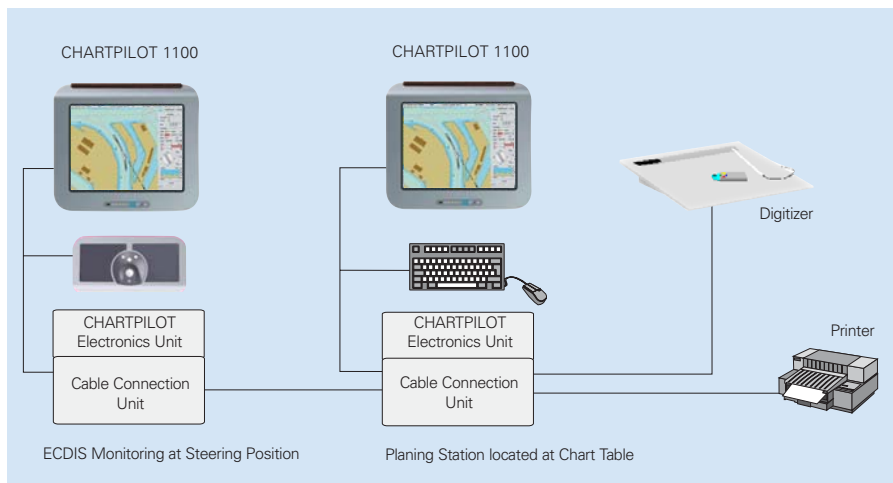 CHARTPILOT 1100
CHARTPILOT 1100
Digitizer
CHARTPILOT
Electronics Unit
CHARTPILOT
Electronics Unit
Printer
Cable Connection
Unit
Cable Connection
Unit
ECDIS Monitoring at Steering Position
Planing Station located at Chart Table